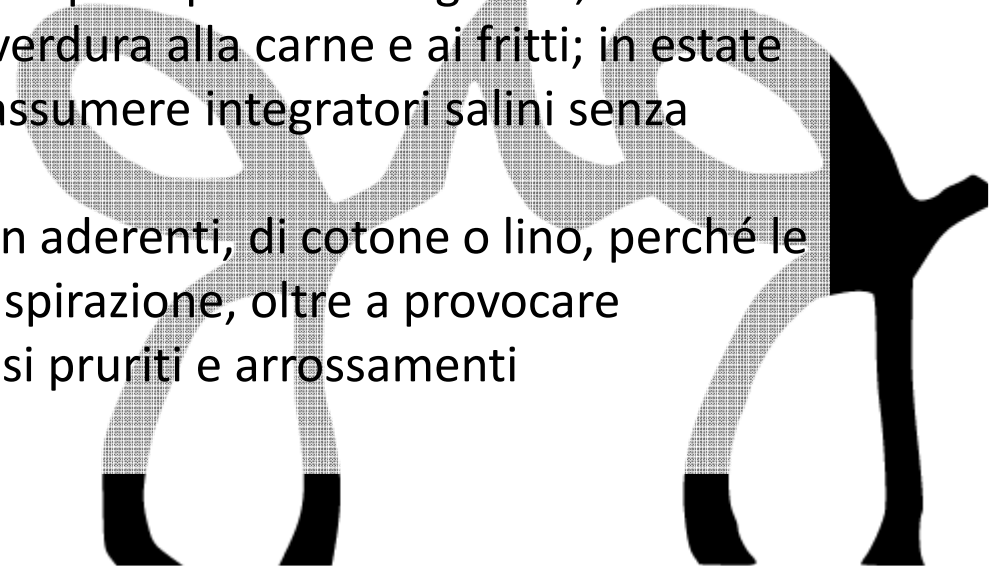 verdura alla carne e ai fritti; in estate
assumere integratori salini senza
n aderenti, di cotone o lino, perché le
spirazione, oltre a provocare
si pruriti e arrossamenti